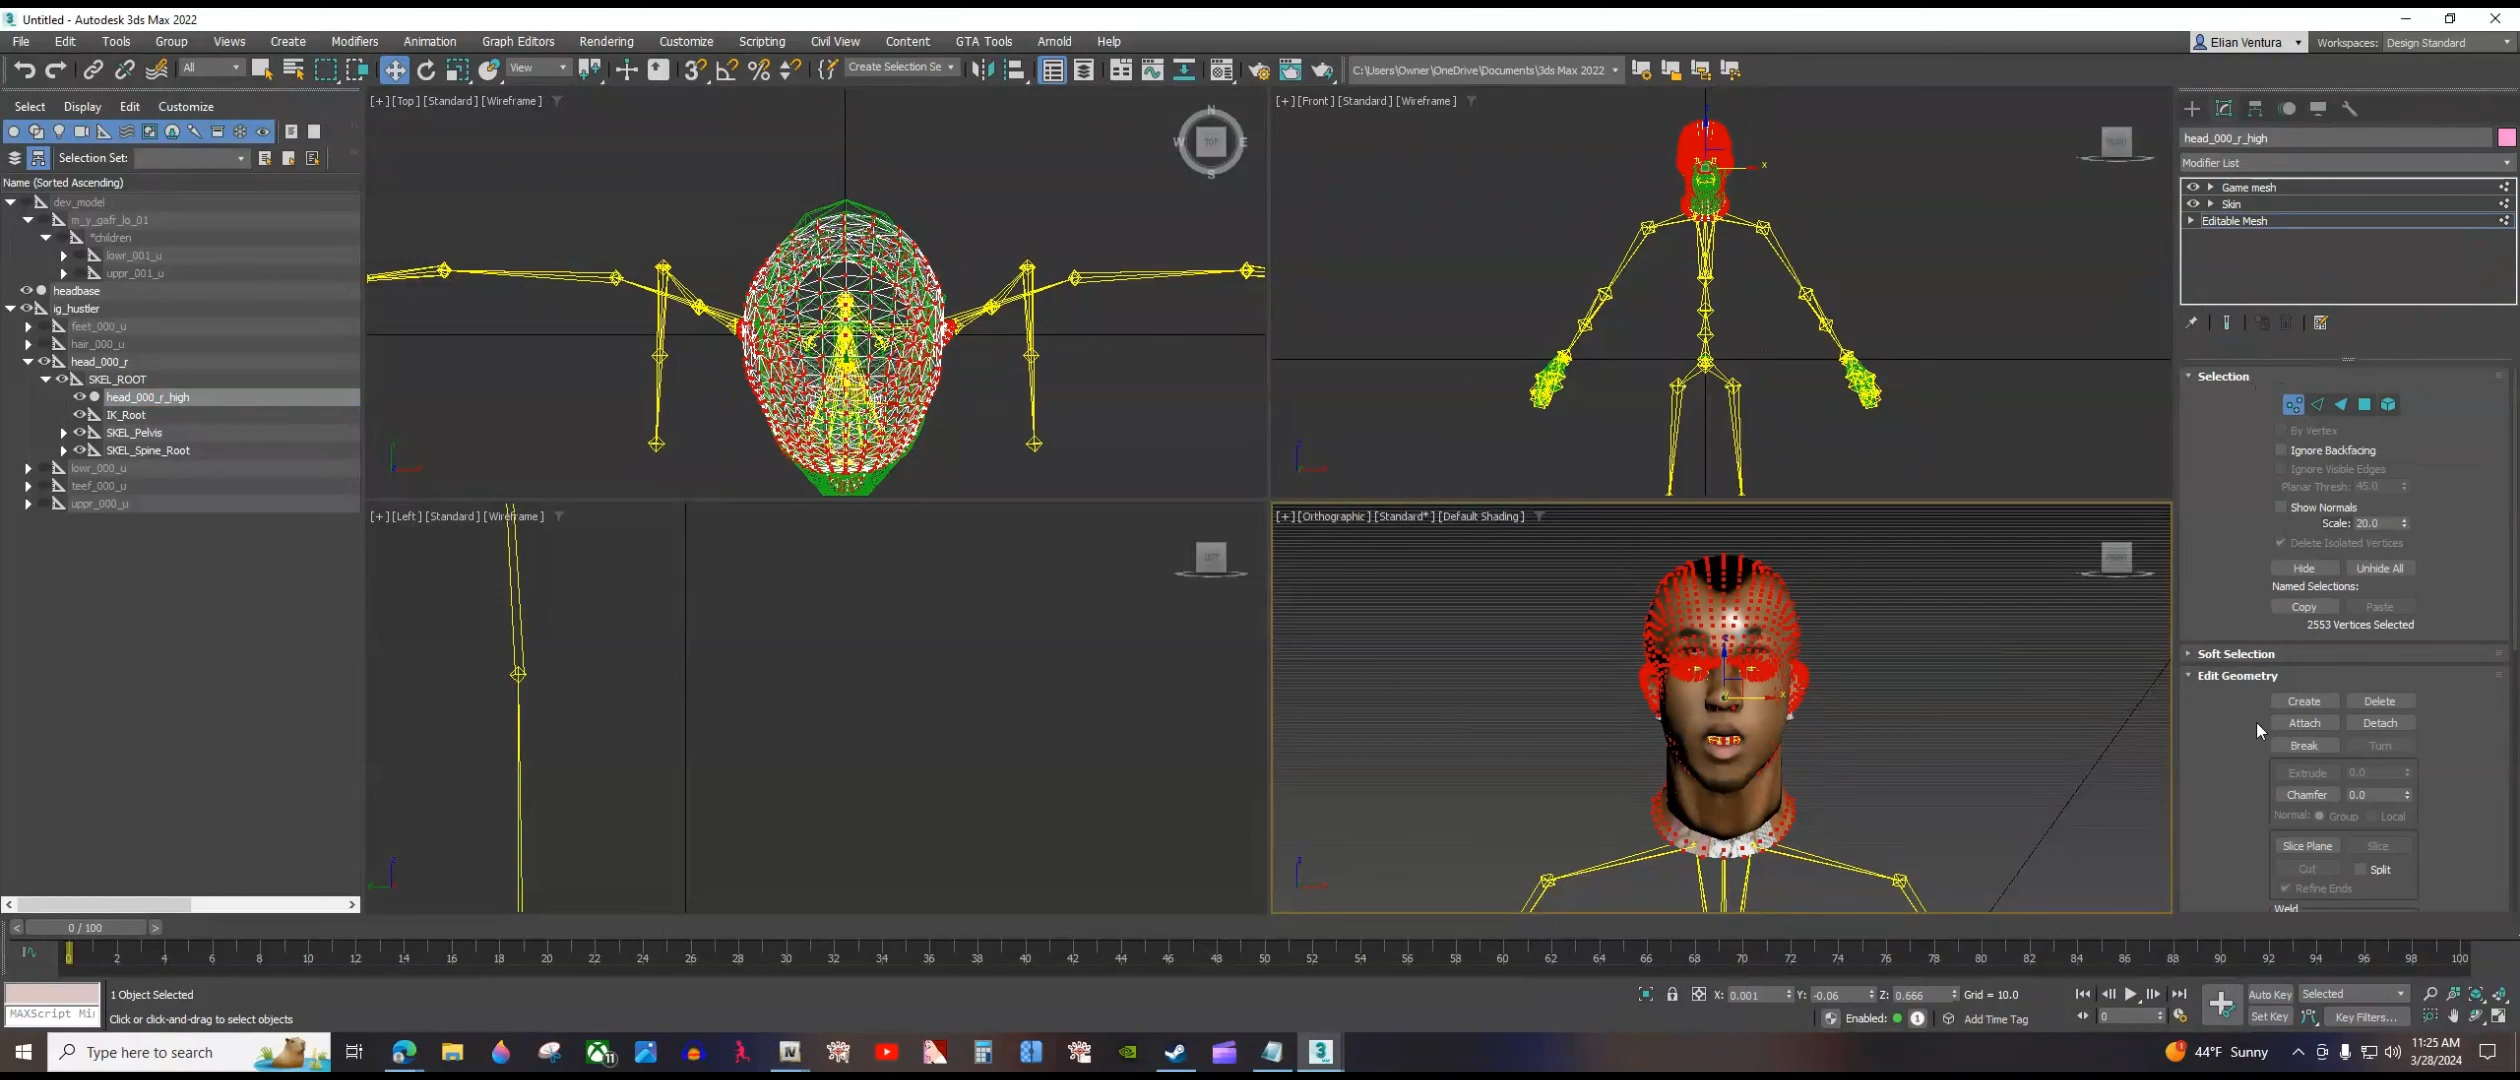 Untitled - Autodesk 3ds Max 2022
File Edit Tools Group Views Create Modifiers Animation Graph Editors Rendering Customize Scripting Civil View Content GTA Tools Arnold Help
Elian Ventura Workspaces: Design Standard
All View Create Selection Se C:\Users\Owner\OneDrive\Documents\3ds Max 2022
Select Display Edit Customize
Selection Set:
Name (Sorted Ascending)
dev_model
m_y_gafr_lo_01
*children
lowr_001_u
uppr_001_u
headbase
ig_hustler
feet_000_u
hair_000_u
head_000_r
SKEL_ROOT
head_000_r_high
IK_Root
SKEL_Pelvis
SKEL_Spine_Root
lowr_000_u
teef_000_u
uppr_000_u
[+] [Top] [Standard] [Wireframe]
N
W TOP E
S
[+] [Front] [Standard] [Wireframe]
x
[+] [Left] [Standard] [Wireframe]
LEFT
[+] [Orthographic] [Standard*] [Default Shading]
FRONT
x
head_000_r_high
Modifier List
Game mesh
Skin
Editable Mesh
Selection
By Vertex
Ignore Backfacing
Ignore Visible Edges
Planar Thresh: 45.0
Show Normals
Scale: 20.0
Delete Isolated Vertices
Hide Unhide All
Named Selections:
Copy Paste
2553 Vertices Selected
Soft Selection
Edit Geometry
Create Delete
Attach Detach
Break Turn
Extrude 0.0
Chamfer 0.0
Normal: Group Local
Slice Plane Slice
Cut Split
Refine Ends
Weld
0 / 100
0 2 4 6 8 10 12 14 16 18 20 22 24 26 28 30 32 34 36 38 40 42 44 46 48 50 52 54 56 58 60 62 64 66 68 70 72 74 76 78 80 82 84 86 88 90 92 94 96 98 100
1 Object Selected
MAXScript Mi
Click or click-and-drag to select objects
X: 0.001 Y: -0.06 Z: 0.666 Grid = 10.0
Enabled: 1 Add Time Tag
0
Auto Key Selected
Set Key Key Filters...
Type here to search
11
IV
3
44°F Sunny
11:25 AM
3/28/2024